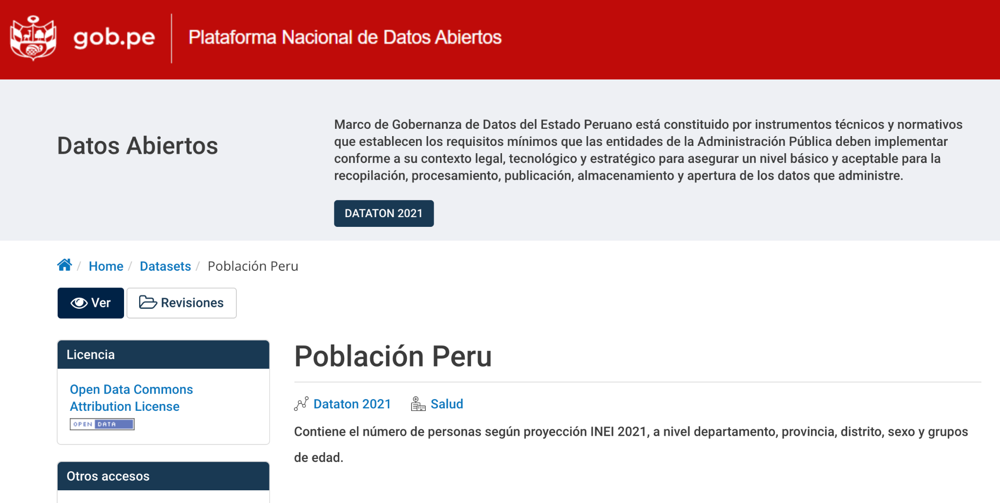 gob.pe
Plataforma Nacional de Datos Abiertos
Datos Abiertos
Marco de Gobernanza de Datos del Estado Peruano está constituido por instrumentos técnicos y normativos
que establecen los requisitos mínimos que las entidades de la Administración Pública deben implementar
conforme a su contexto legal, tecnológico y estratégico para asegurar un nivel básico y aceptable para la
recopilación, procesamiento, publicación, almacenamiento y apertura de los datos que administre.
DATATON 2021
/ Home / Datasets / Población Peru
Ver
Revisiones
Licencia
Open Data Commons
Attribution License
OPEN DATA
Otros accesos
Población Peru
Dataton 2021
Salud
Contiene el número de personas según proyección INEI 2021, a nivel departamento, provincia, distrito, sexo y grupos
de edad.